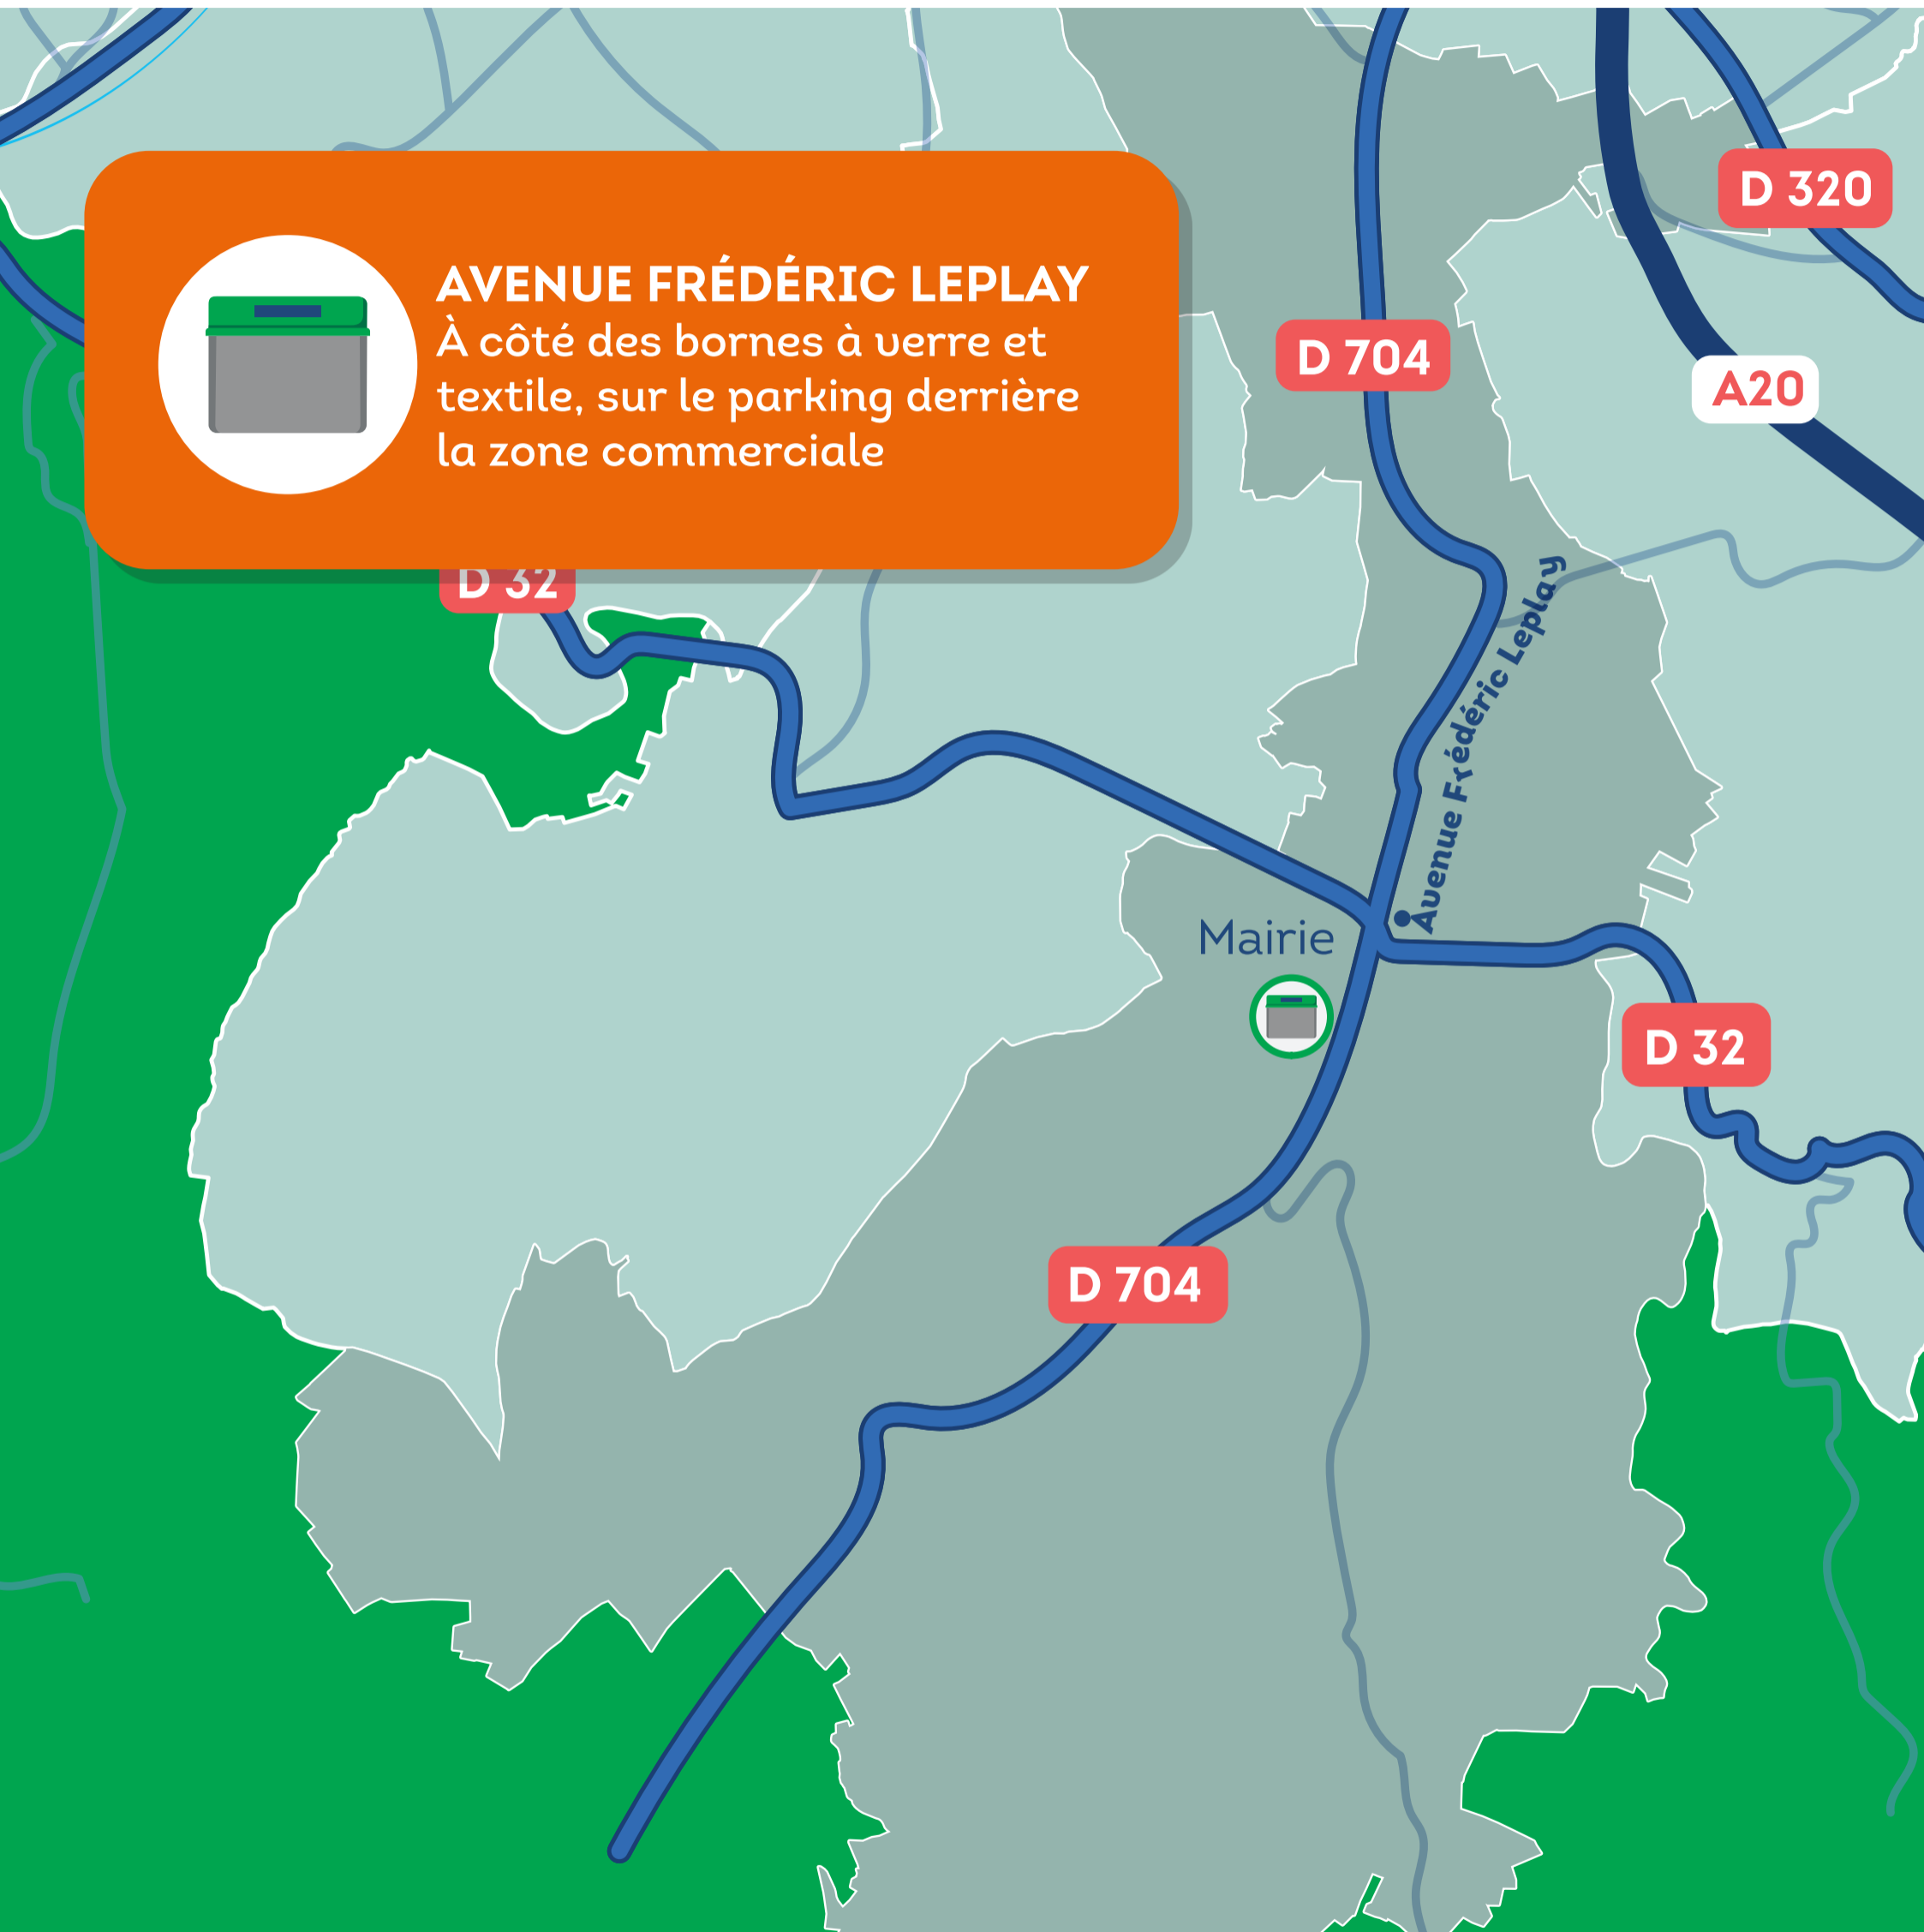 D 320
AVENUE FRÉDÉRIC LEPLAY
À côté des bornes à verre et
textile, sur le parking derrière
la zone commerciale
D 704
A20
D 32
Avenue Frédéric Leplay
Mairie
D 32
D 704